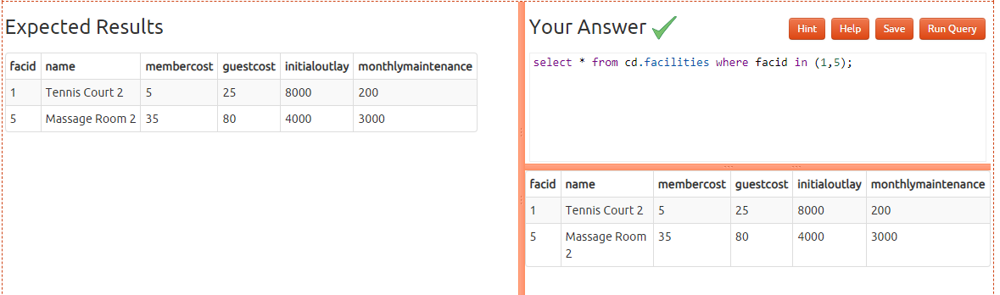 Expected Results
facid name membercost guestcost initialoutlay monthlymaintenance
1 Tennis Court 2 5 25 8000 200
5 Massage Room 2 35 80 4000 3000
Your Answer
Hint Help Save Run Query
select * from cd.facilities where facid in (1,5);
facid name membercost guestcost initialoutlay monthlymaintenance
1 Tennis Court 2 5 25 8000 200
5 Massage Room 35 80 4000 3000
2